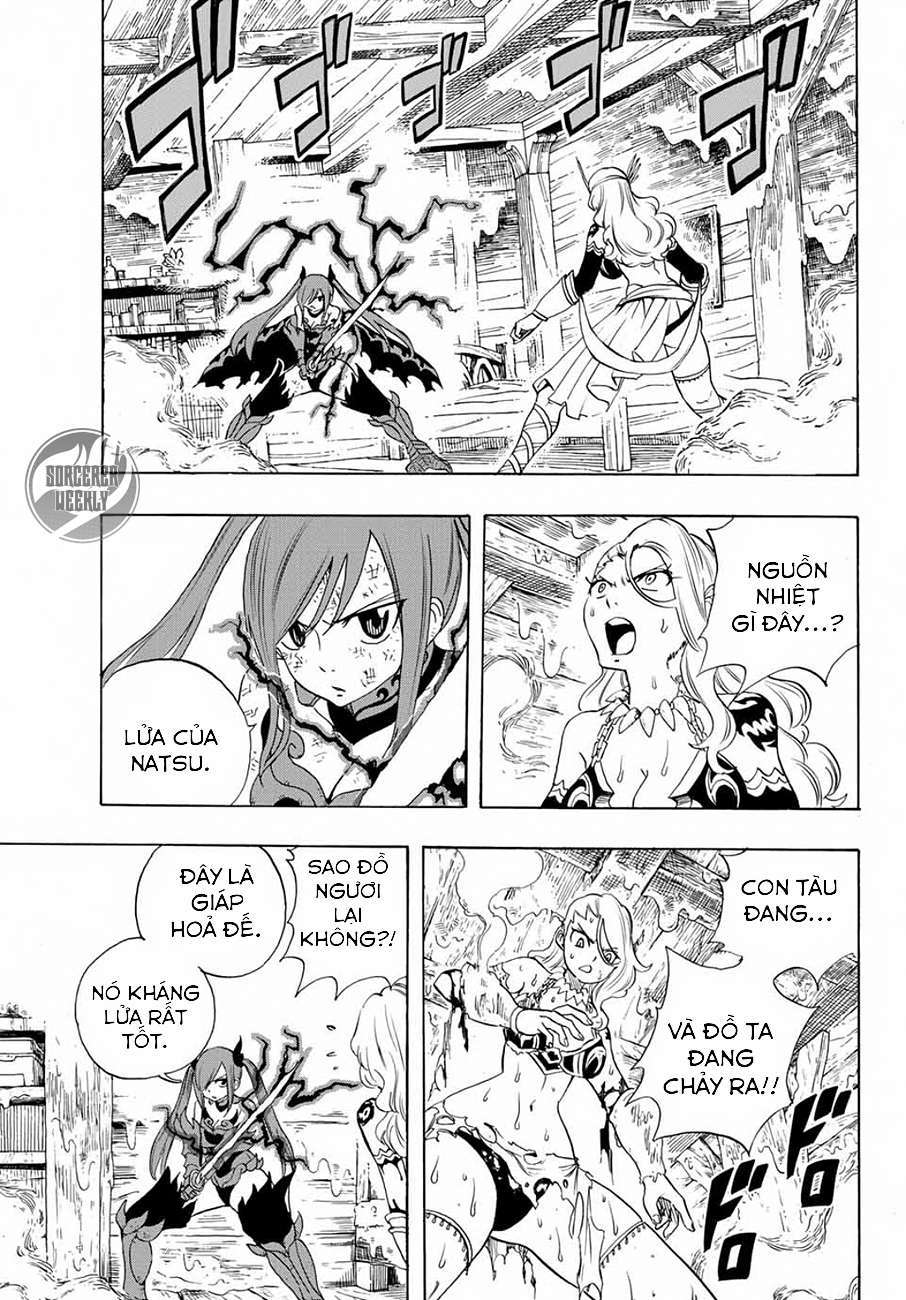 ゴゴゴゴゴ
SORCERER
WEEKLY
NGUỒN
NHIỆT
GÌ ĐÂY...?
LỬA CỦA
NATSU.
CON TÀU
ĐANG...
VÀ ĐỒ TA
ĐANG
CHẢY RA!!
ドロドロ
SAO ĐỒ
NGƯƠI
LẠI
KHÔNG?!
ĐÂY LÀ
GIÁP
HOẢ ĐẾ.
NÓ KHÁNG
LỬA RẤT
TỐT.